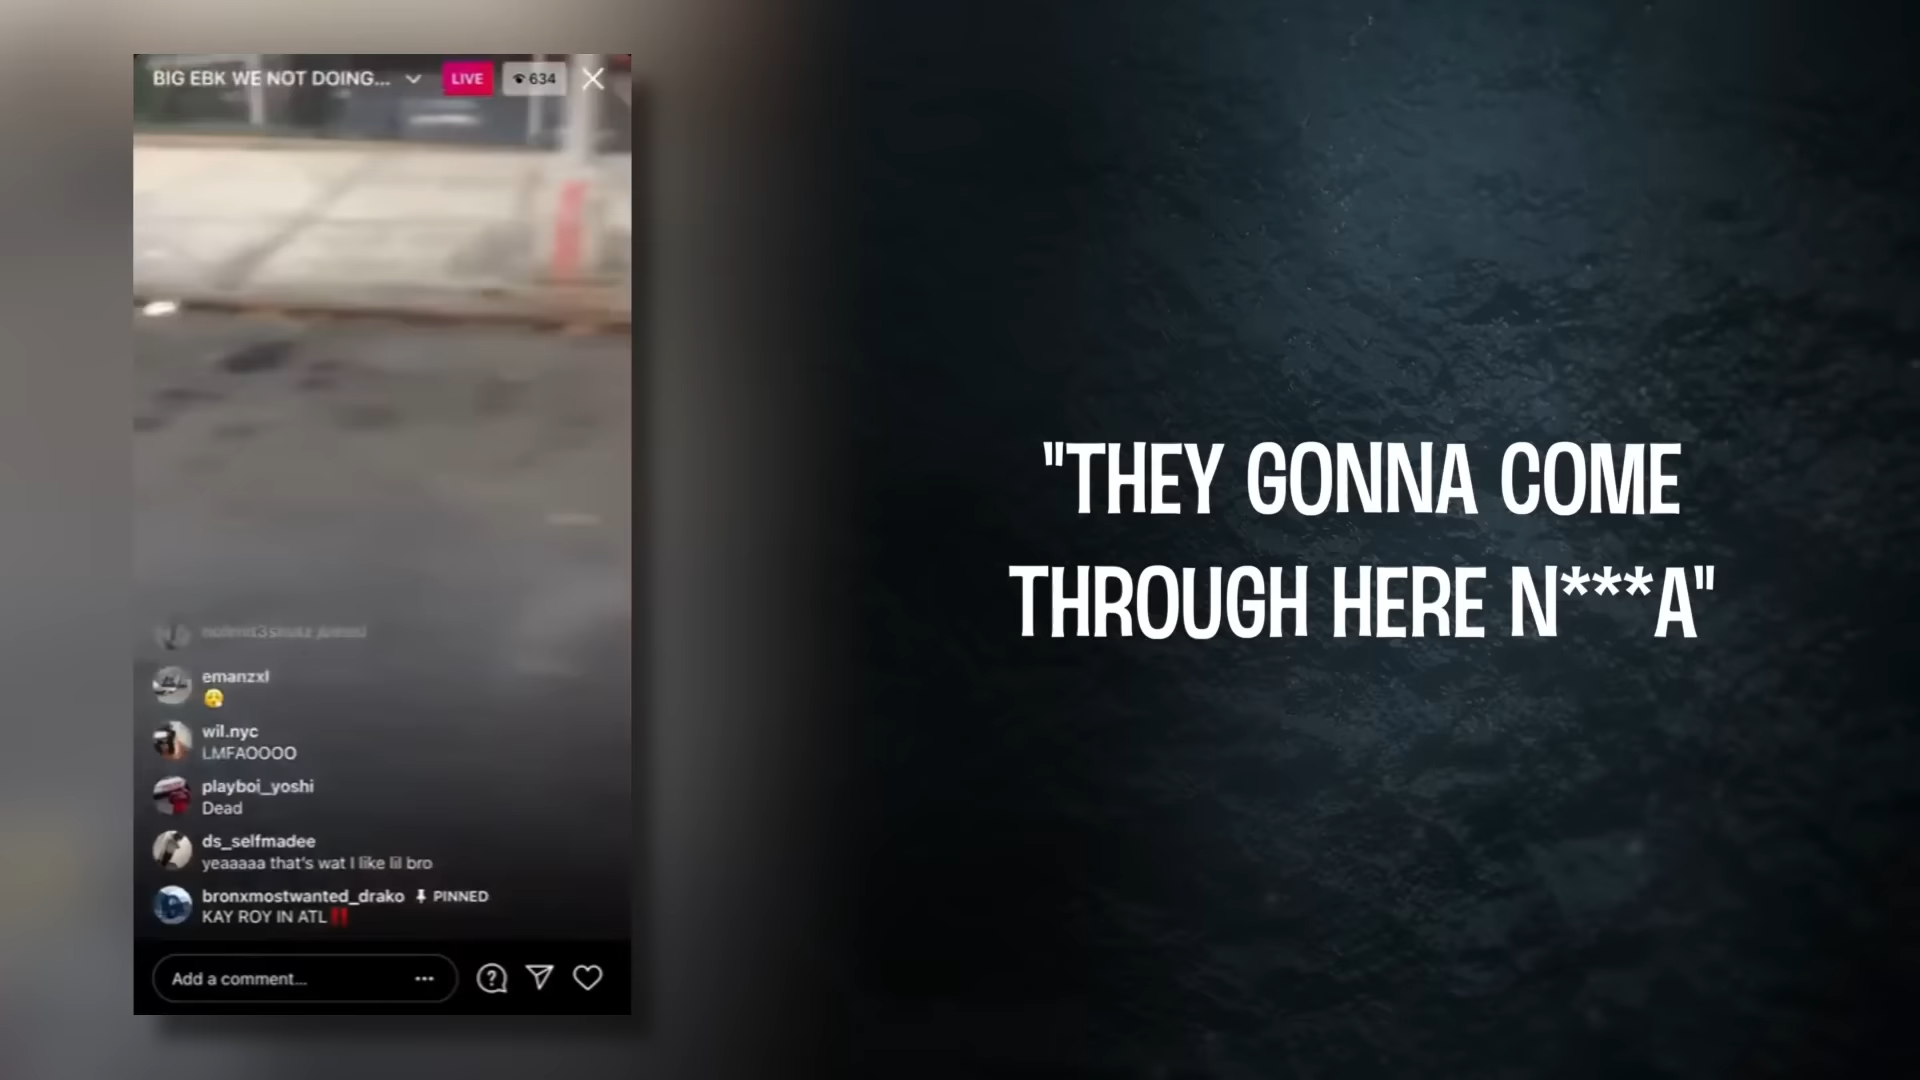 BIG EBK WE NOT DOING...
LIVE
634
emanzxl
wil.nyc
LMFAOOOO
playboi_yoshi
Dead
ds_selfmadee
yeaaaaa that's wat I like lil bro
bronxmostwanted_drako PINNED
KAY ROY IN ATL‼️
Add a comment...
"THEY GONNA COME
THROUGH HERE N***A"